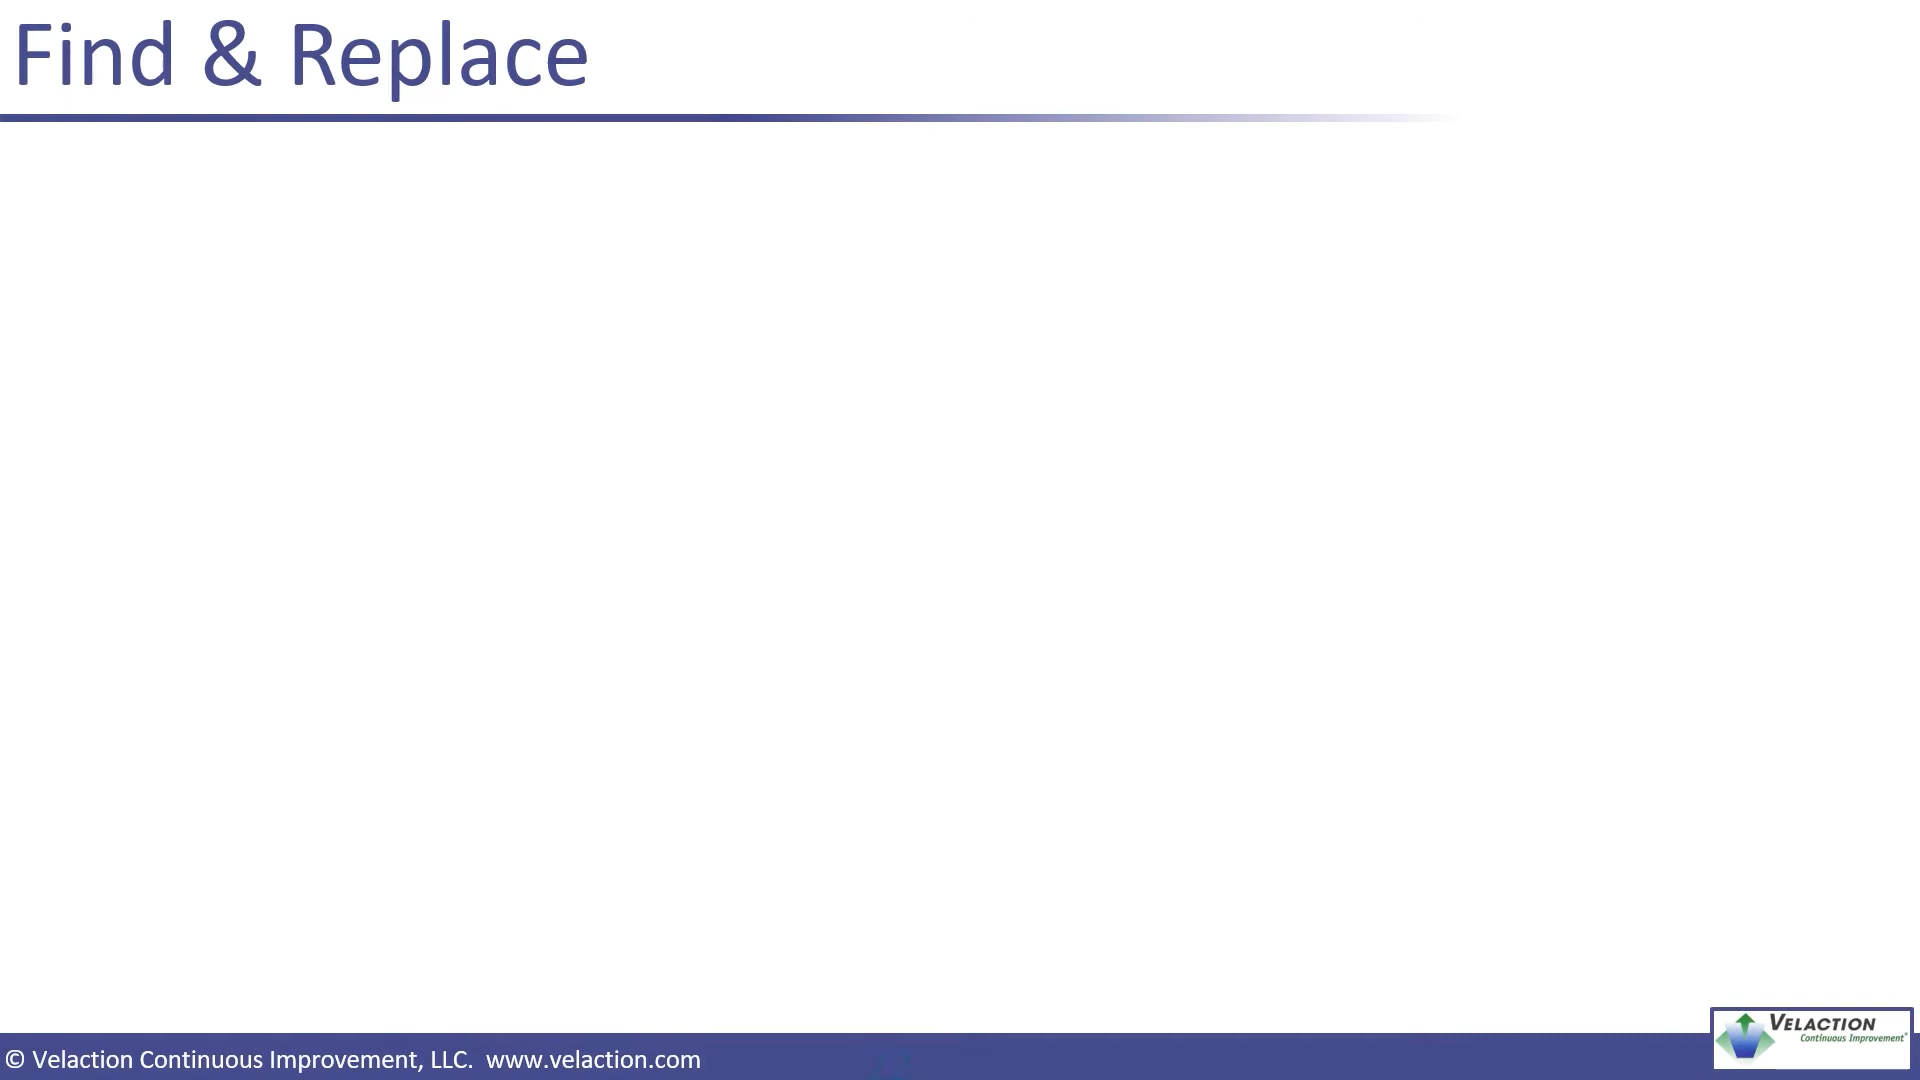 Find & Replace
© Velaction Continuous Improvement, LLC. www.velaction.com
VELACTION
Continuous Improvement